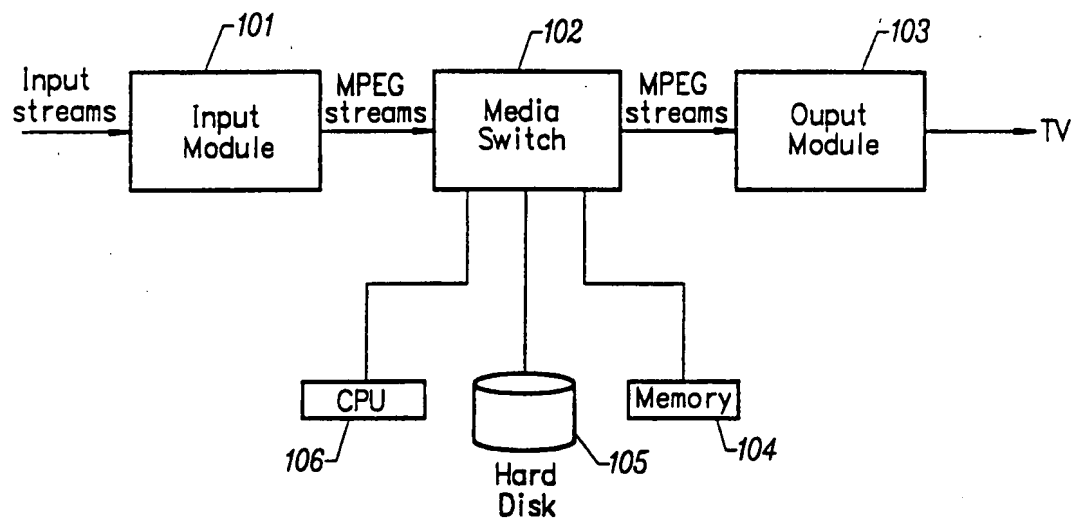 101
102
103
Input
streams
Input
Module
MPEG
streams
Media
Switch
MPEG
streams
Ouput
Module
TV
CPU
106
Hard
Disk
105
Memory
104